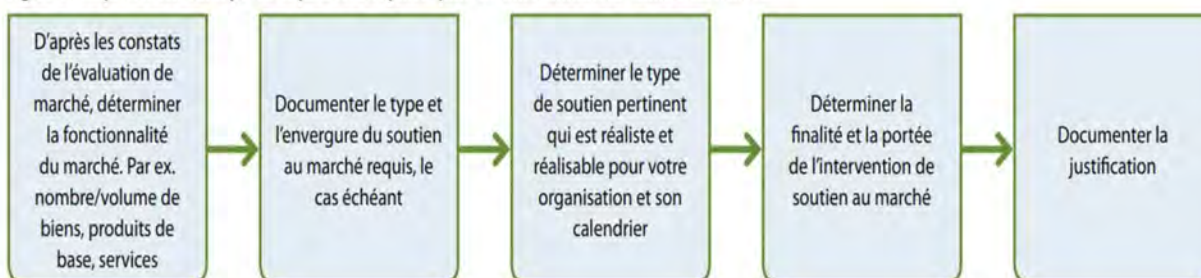 D'après les constats
de l'évaluation de
marché, déterminer
la fonctionnalité
du marché. Par ex.
nombre/volume de
biens, produits de
base, services
Documenter le type et
l'envergure du soutien
au marché requis, le
cas échéant
Déterminer le type
de soutien pertinent
qui est réaliste et
réalisable pour votre
organisation et son
calendrier
Déterminer la
finalité et la portée
de l'intervention de
soutien au marché
Documenter la
justification